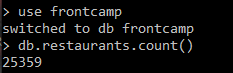 > use frontcamp
switched to db frontcamp
> db.restaurants.count()
25359